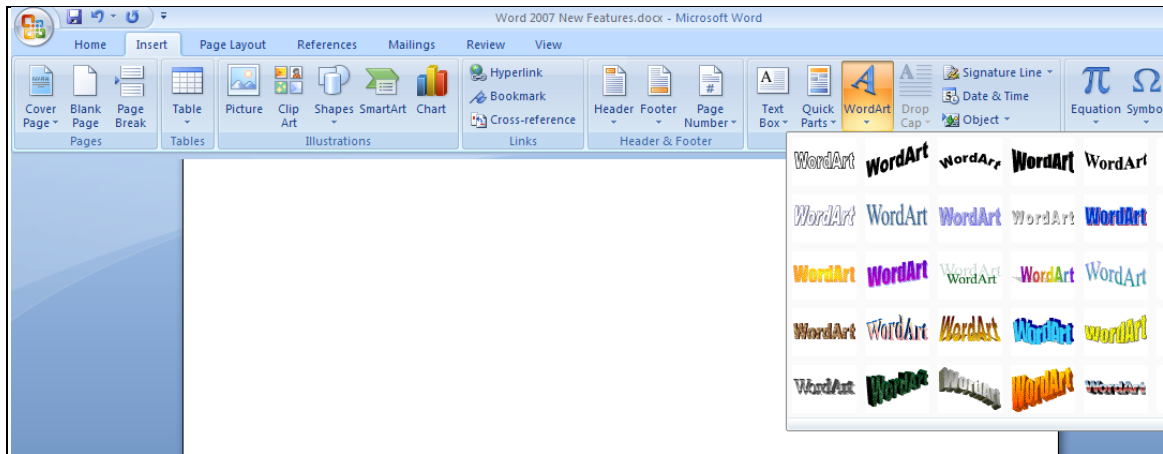 Word 2007 New Features.docx - Microsoft Word
Home Insert Page Layout References Mailings Review View
Cover Page Blank Page Page Break
Pages
Table
Tables
Picture Clip Art Shapes SmartArt Chart
Illustrations
Hyperlink
Bookmark
Cross-reference
Links
Header Footer Page Number
Header & Footer
Text Box Quick Parts WordArt Drop Cap
Signature Line
Date & Time
Object
Equation Symbo
WordArt WordArt WordArt WordArt WordArt
WordArt WordArt WordArt WordArt WordArt
WordArt WordArt WordArt WordArt WordArt
WordArt WordArt WordArt WordArt WordArt
WordArt WordArt WordArt WordArt WordArt